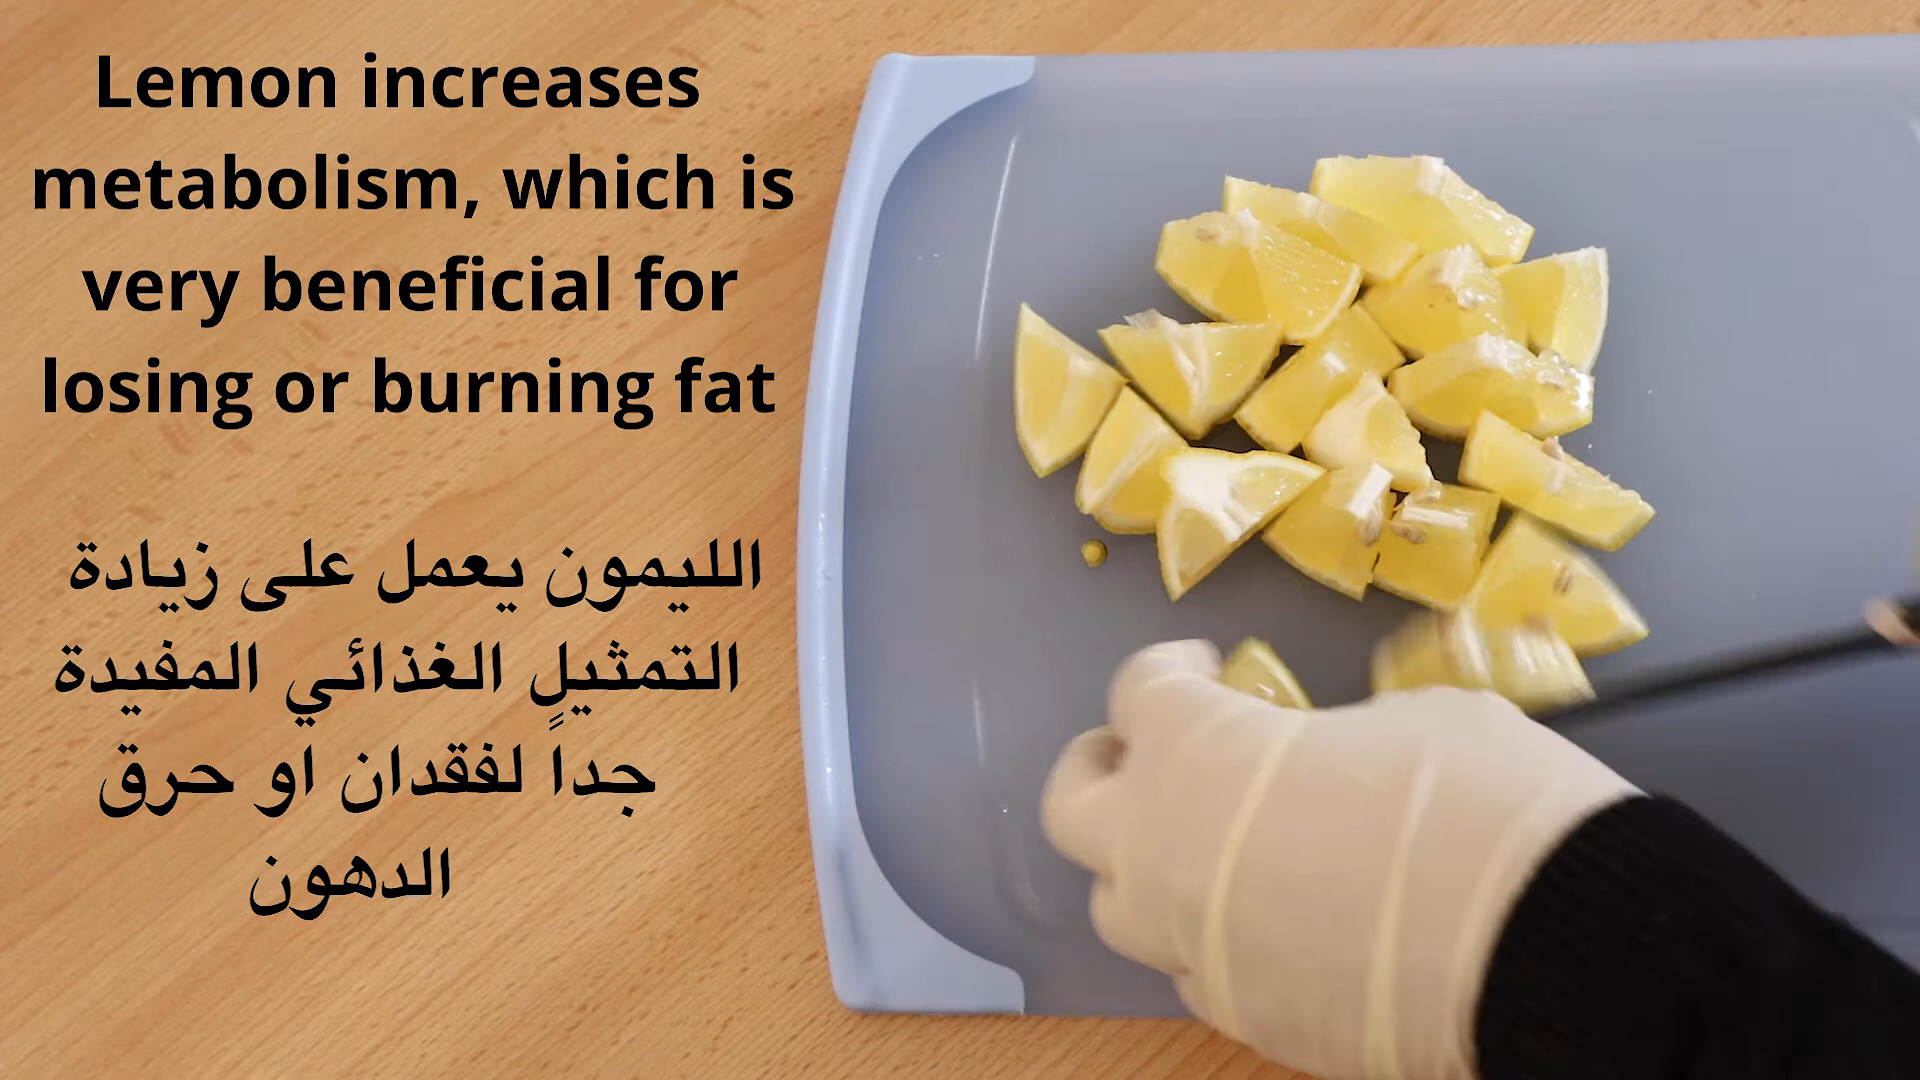 Lemon increases
metabolism, which is
very beneficial for
losing or burning fat
الليمون يعمل على زيادة
التمثيلٍ الغذائي المفيدة
جداً لفقدان او حرق
الدهون